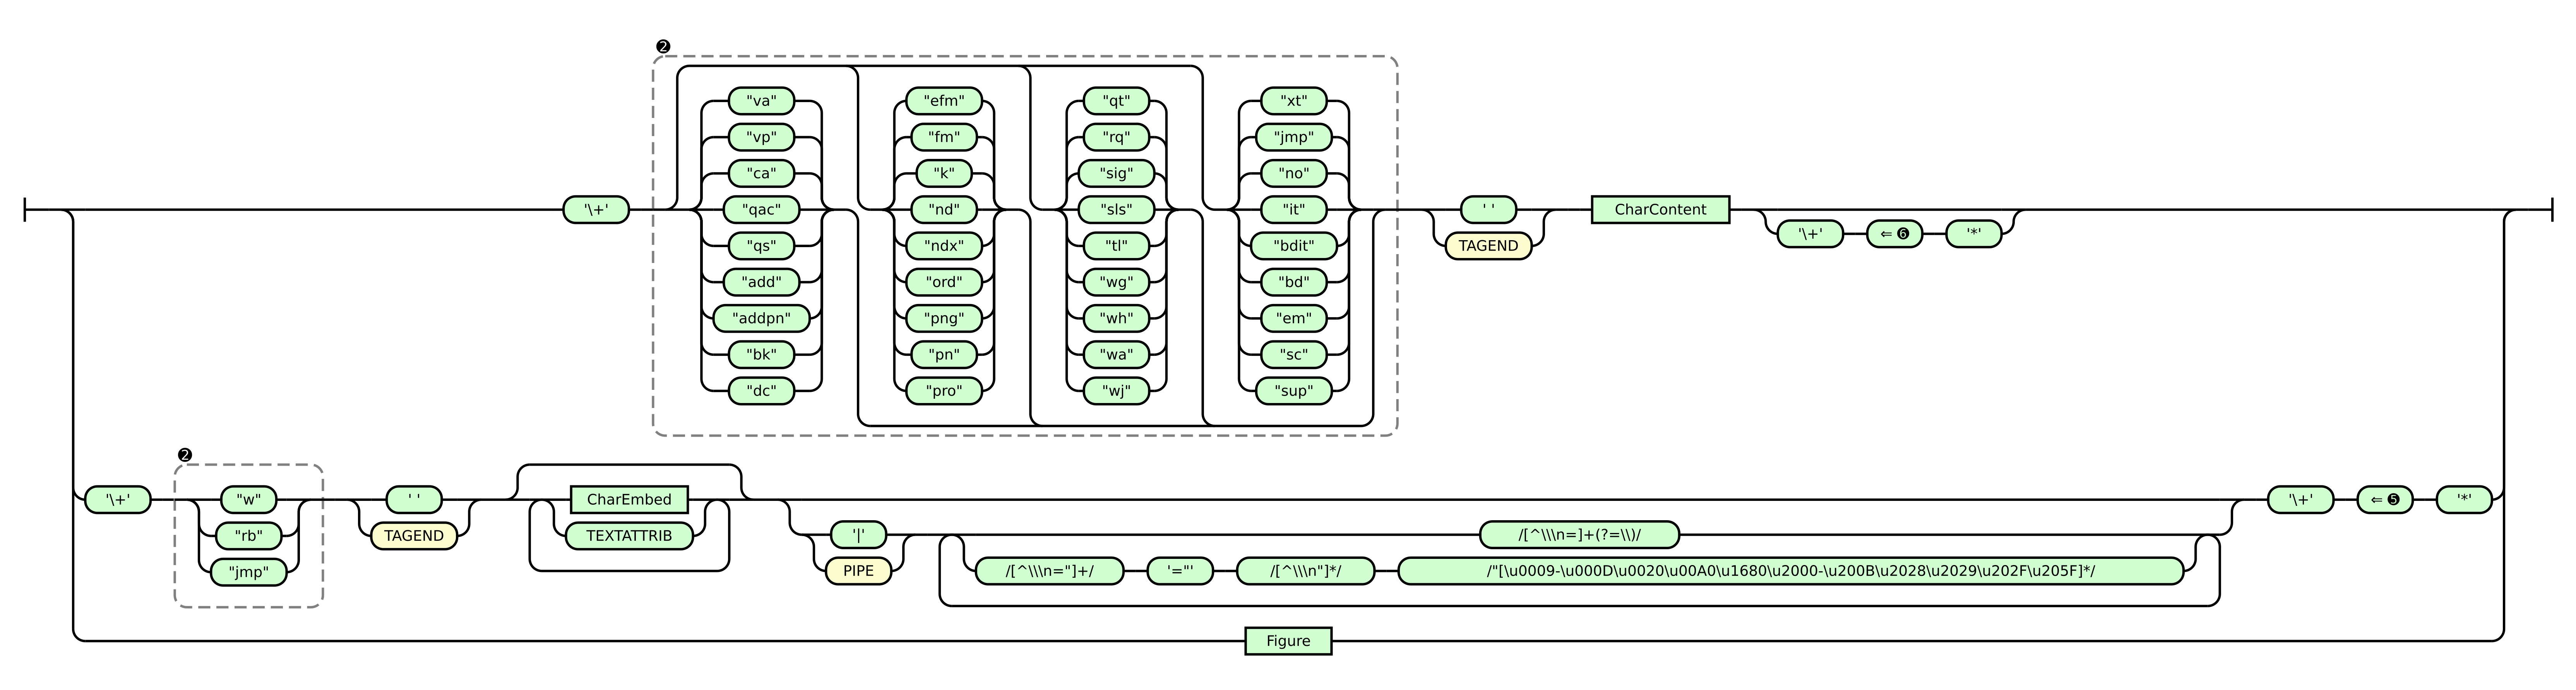 ❷
"va" "efm" "qt" "xt"
"vp" "fm" "rq" "jmp"
"ca" "k" "sig" "no"
'\+' "qac" "nd" "sls" "it" ' ' CharContent
"qs" "ndx" "tl" "bdit" TAGEND '\+' ⇐ ❻ '*'
"add" "ord" "wg" "bd"
"addpn" "png" "wh" "em"
"bk" "pn" "wa" "sc"
"dc" "pro" "wj" "sup"
❷
'\+' "w" ' ' CharEmbed '\+' ⇐ ❺ '*'
"rb" TAGEND TEXTATTRIB '|' /[^\\\n=]+(?=\\)/
"jmp" PIPE /[^\\\n="]+/ '="' /[^\\\n"]*/ /"[\u0009-\u000D\u0020\u00A0\u1680\u2000-\u200B\u2028\u2029\u202F\u205F]*/
Figure